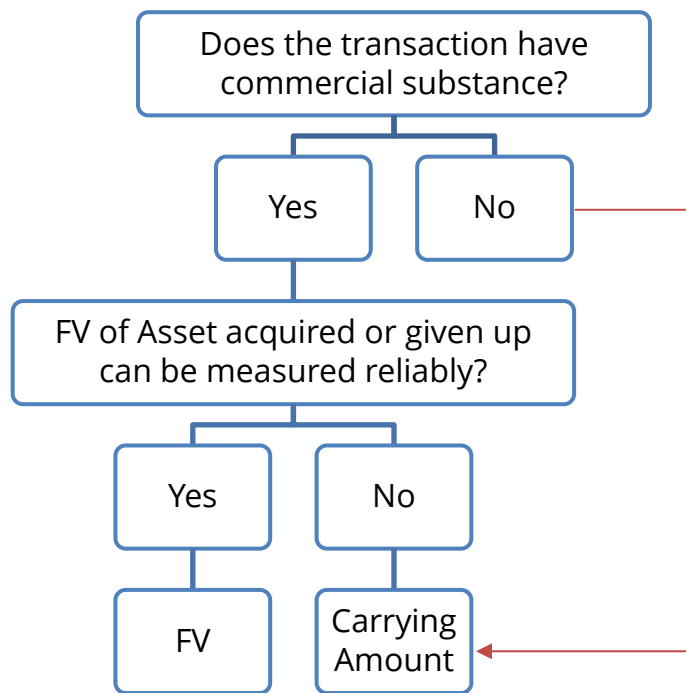 Does the transaction have
commercial substance?
Yes
No
FV of Asset acquired or given up
can be measured reliably?
Yes
No
FV
Carrying
Amount